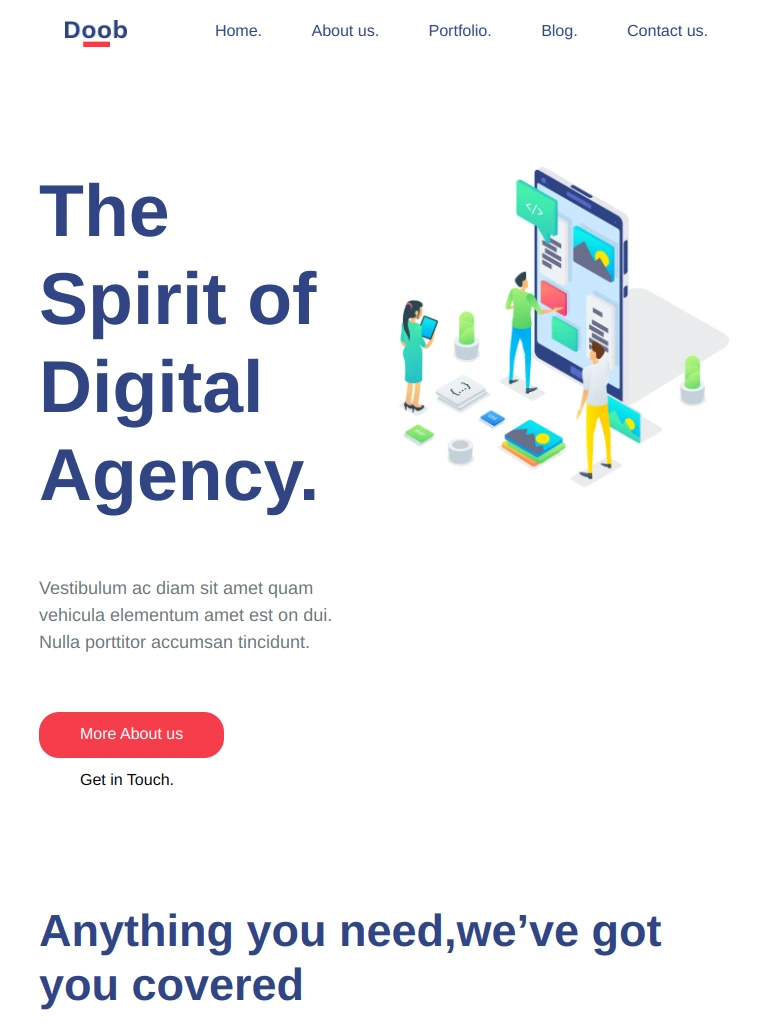 Doob
Home.
About us.
Portfolio.
Blog.
Contact us.
The
Spirit of
Digital
Agency.
</>
{...}
Vestibulum ac diam sit amet quam
vehicula elementum amet est on dui.
Nulla porttitor accumsan tincidunt.
More About us
Get in Touch.
Anything you need,we’ve got
you covered